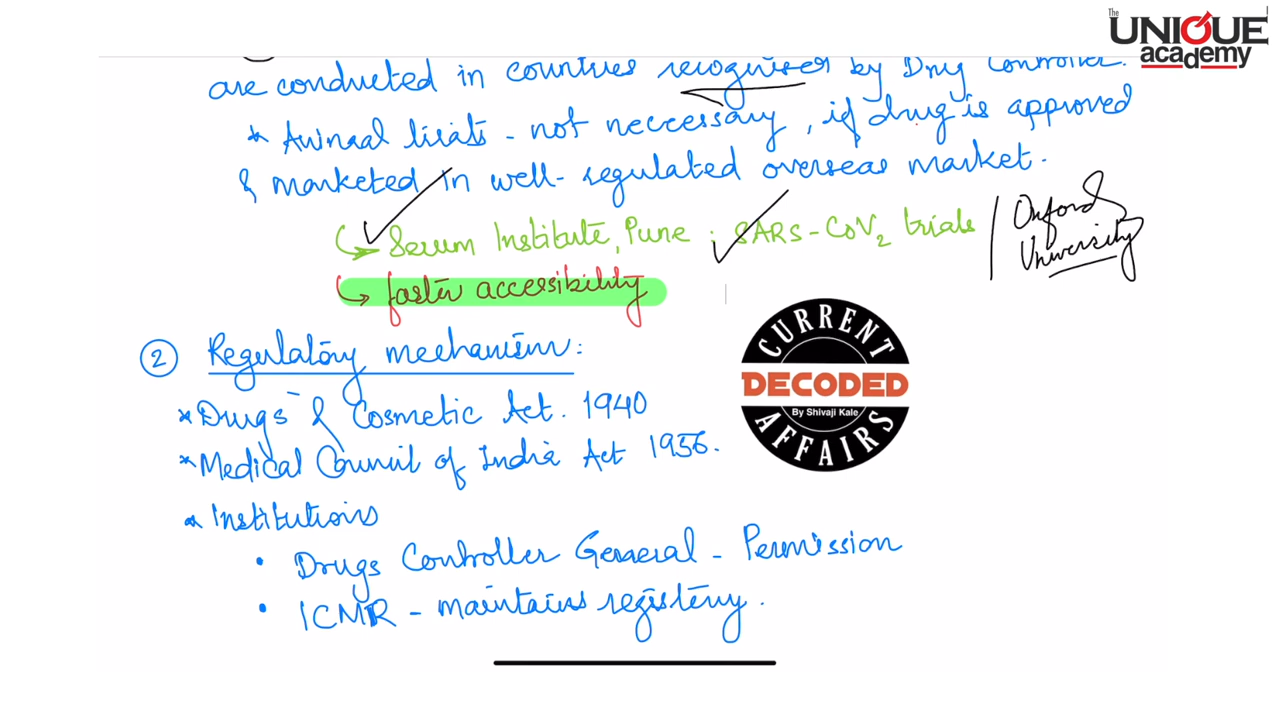 The
UNIQUE
academy
are conducted in countries recognised by Drug Controller.
* Animal trials - not neccessary, if drug is approved
& marketed in well-regulated overseas market.
↳ Serum Institute, Pune : SARS-CoV2 trials
Oxford
University
↳ faster accessibility
② Regulatory mechanism:
* Drugs & Cosmetic Act. 1940
* Medical Council of India Act 1956.
* Institutions
• Drugs Controller General - Permission
• ICMR - maintains registery.
CURRENT
DECODED
By Shivaji Kale
AFFAIRS